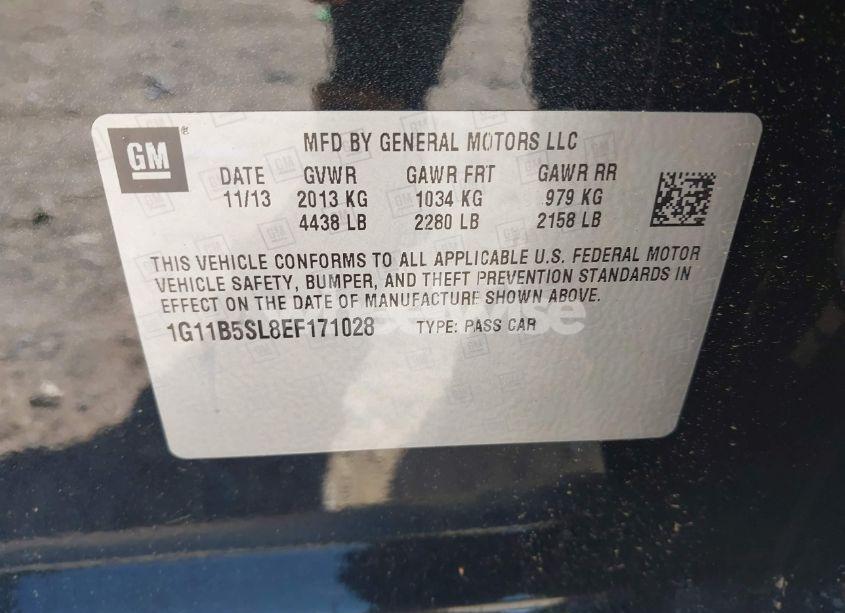 GM
MFD BY GENERAL MOTORS LLC
DATE GVWR GAWR FRT GAWR RR
11/13 2013 KG 1034 KG 979 KG
4438 LB 2280 LB 2158 LB
THIS VEHICLE CONFORMS TO ALL APPLICABLE U.S. FEDERAL MOTOR
VEHICLE SAFETY, BUMPER, AND THEFT PREVENTION STANDARDS IN
EFFECT ON THE DATE OF MANUFACTURE SHOWN ABOVE.
1G11B5SL8EF171028 TYPE: PASS CAR